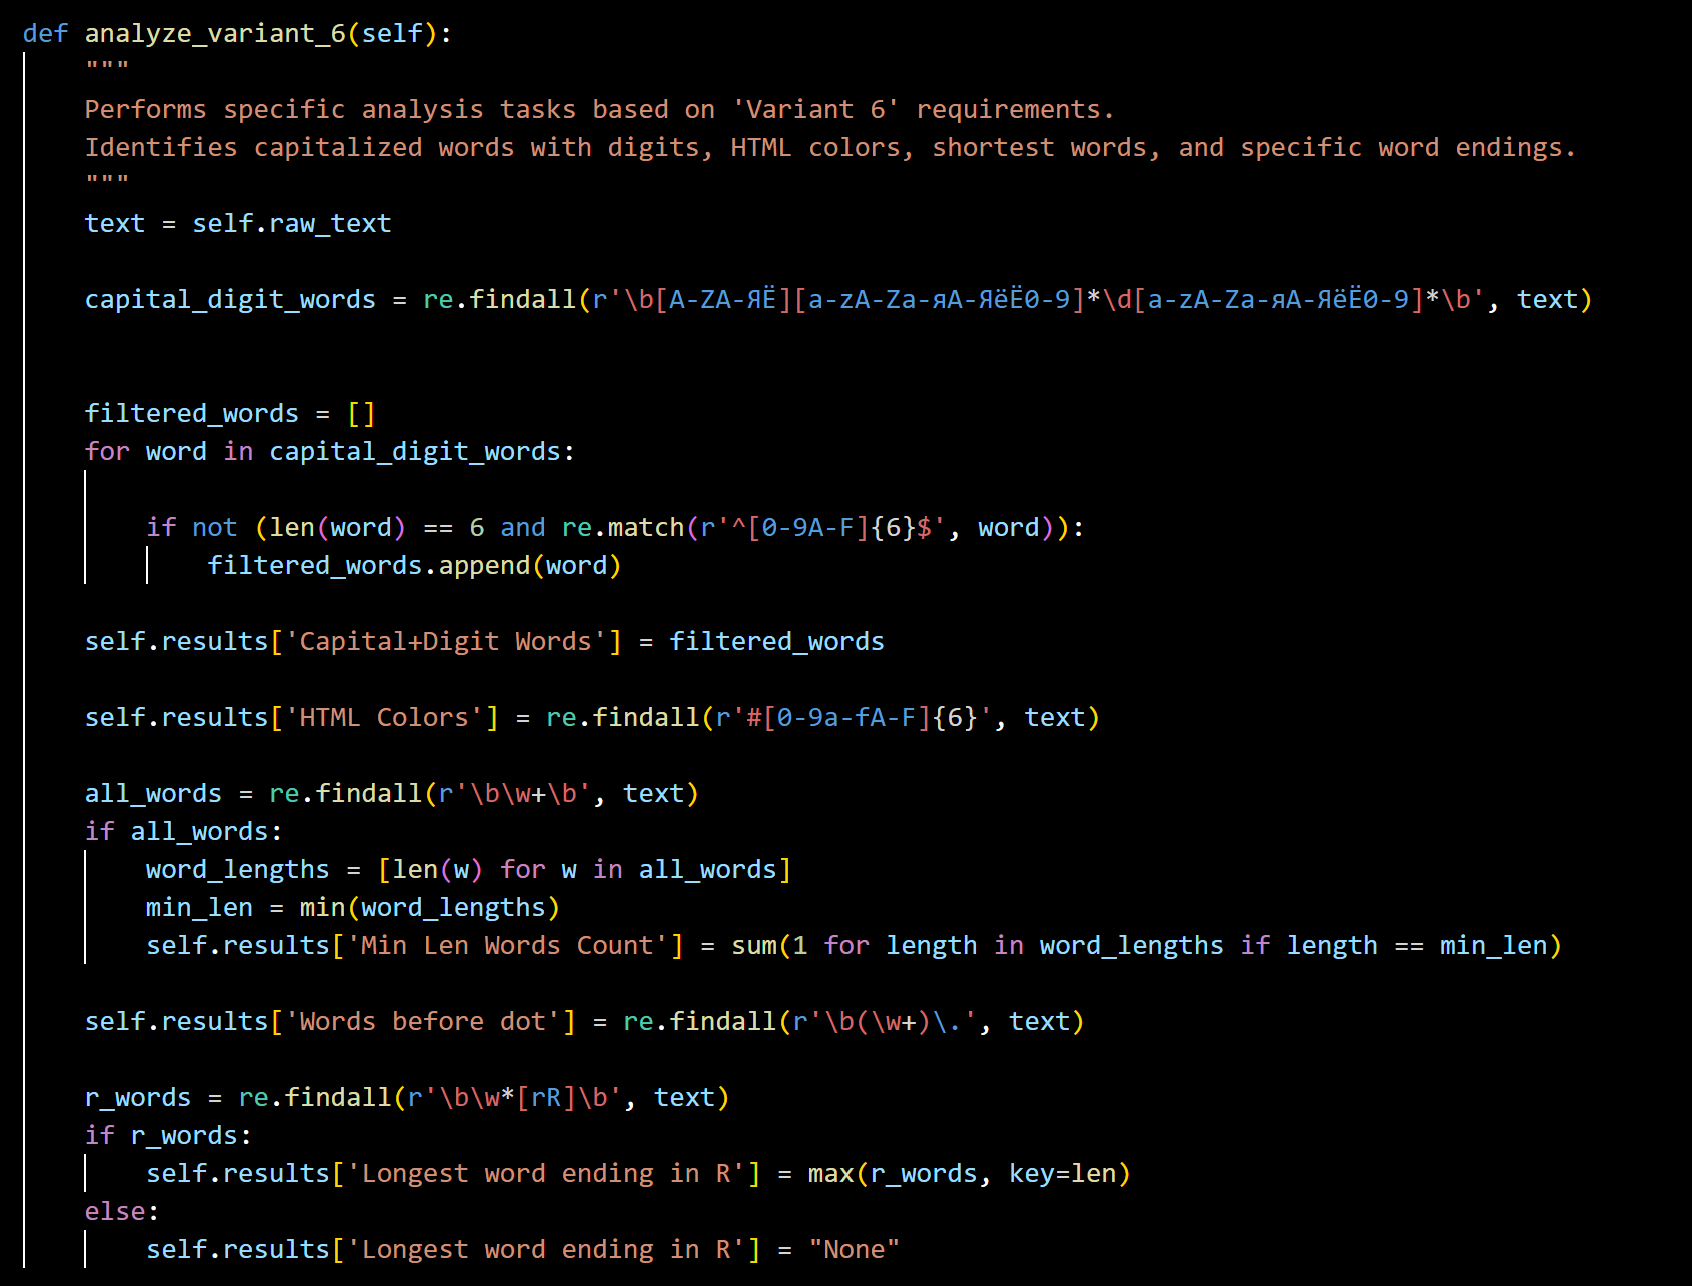 def analyze_variant_6(self):
    """
    Performs specific analysis tasks based on 'Variant 6' requirements.
    Identifies capitalized words with digits, HTML colors, shortest words, and specific word endings.
    """
    text = self.raw_text
    capital_digit_words = re.findall(r'\b[A-ZА-ЯЁ][a-zA-Zа-яА-ЯёЁ0-9]*\d[a-zA-Zа-яА-ЯёЁ0-9]*\b', text)
    filtered_words = []
    for word in capital_digit_words:
        if not (len(word) == 6 and re.match(r'^[0-9A-F]{6}$', word)):
            filtered_words.append(word)
    self.results['Capital+Digit Words'] = filtered_words
    self.results['HTML Colors'] = re.findall(r'#[0-9a-fA-F]{6}', text)
    all_words = re.findall(r'\b\w+\b', text)
    if all_words:
        word_lengths = [len(w) for w in all_words]
        min_len = min(word_lengths)
        self.results['Min Len Words Count'] = sum(1 for length in word_lengths if length == min_len)
    self.results['Words before dot'] = re.findall(r'\b(\w+)\.', text)
    r_words = re.findall(r'\b\w*[rR]\b', text)
    if r_words:
        self.results['Longest word ending in R'] = max(r_words, key=len)
    else:
        self.results['Longest word ending in R'] = "None"